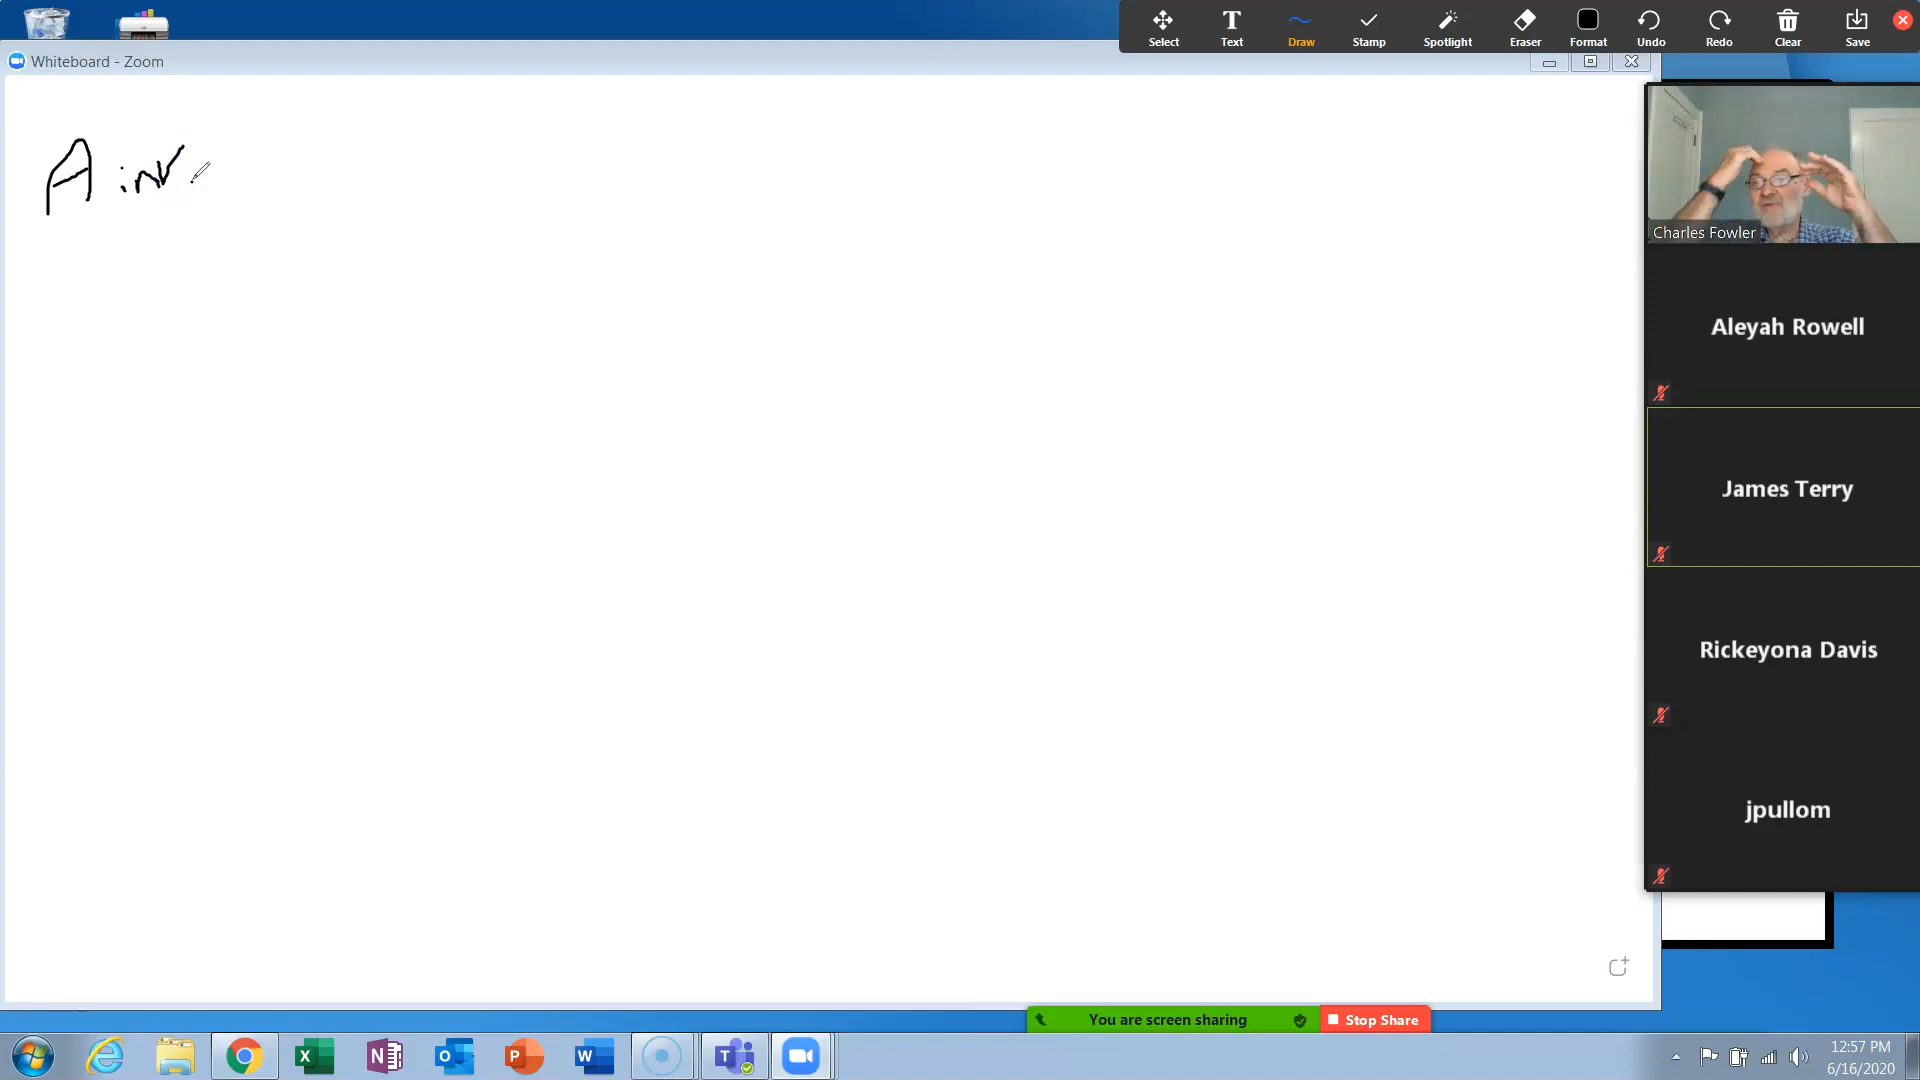 Select Text Draw Stamp Spotlight Eraser Format Undo Redo Clear Save
Whiteboard - Zoom
A inv
Charles Fowler
Aleyah Rowell
James Terry
Rickeyona Davis
jpullom
You are screen sharing Stop Share
12:57 PM
6/16/2020